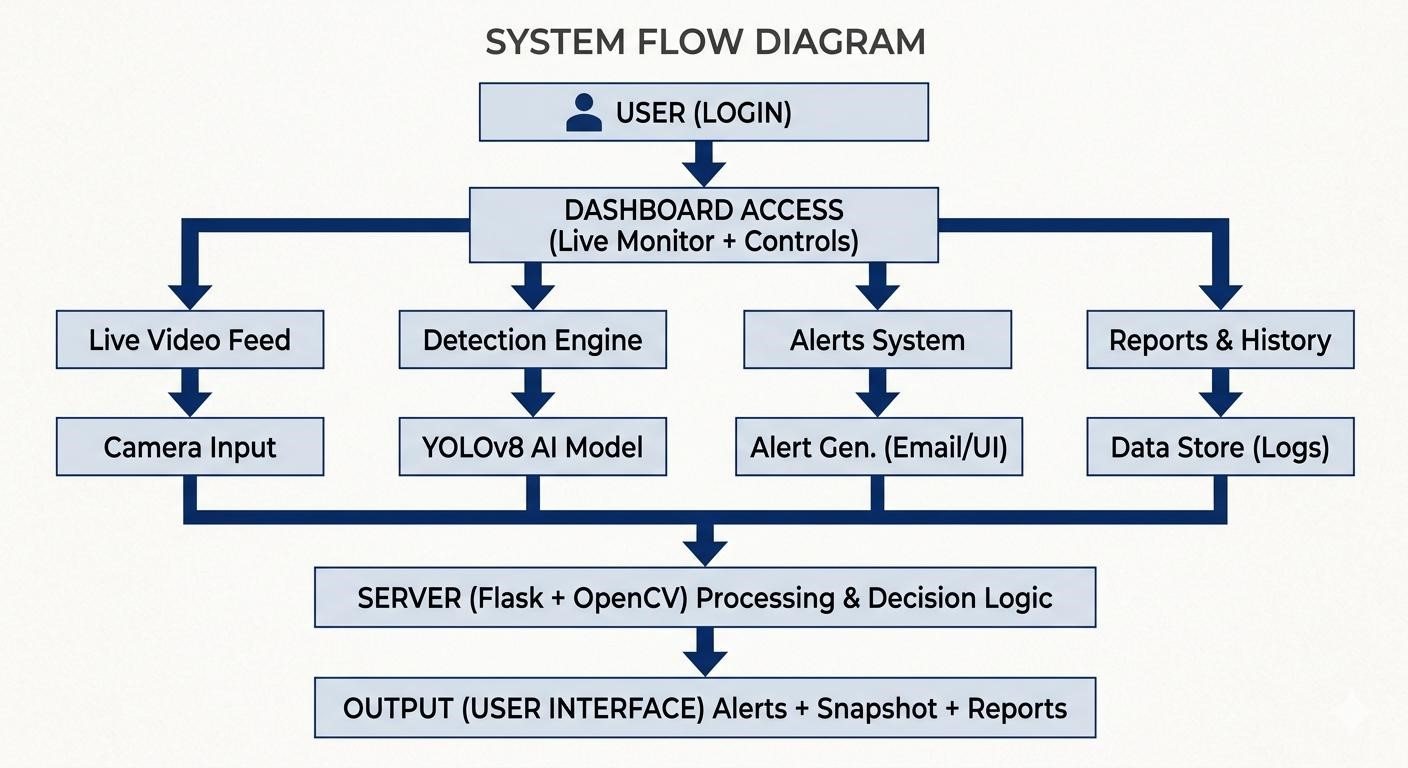 SYSTEM FLOW DIAGRAM
USER (LOGIN)
DASHBOARD ACCESS
(Live Monitor + Controls)
Live Video Feed
Detection Engine
Alerts System
Reports & History
Camera Input
YOLOv8 AI Model
Alert Gen. (Email/UI)
Data Store (Logs)
SERVER (Flask + OpenCV) Processing & Decision Logic
OUTPUT (USER INTERFACE) Alerts + Snapshot + Reports